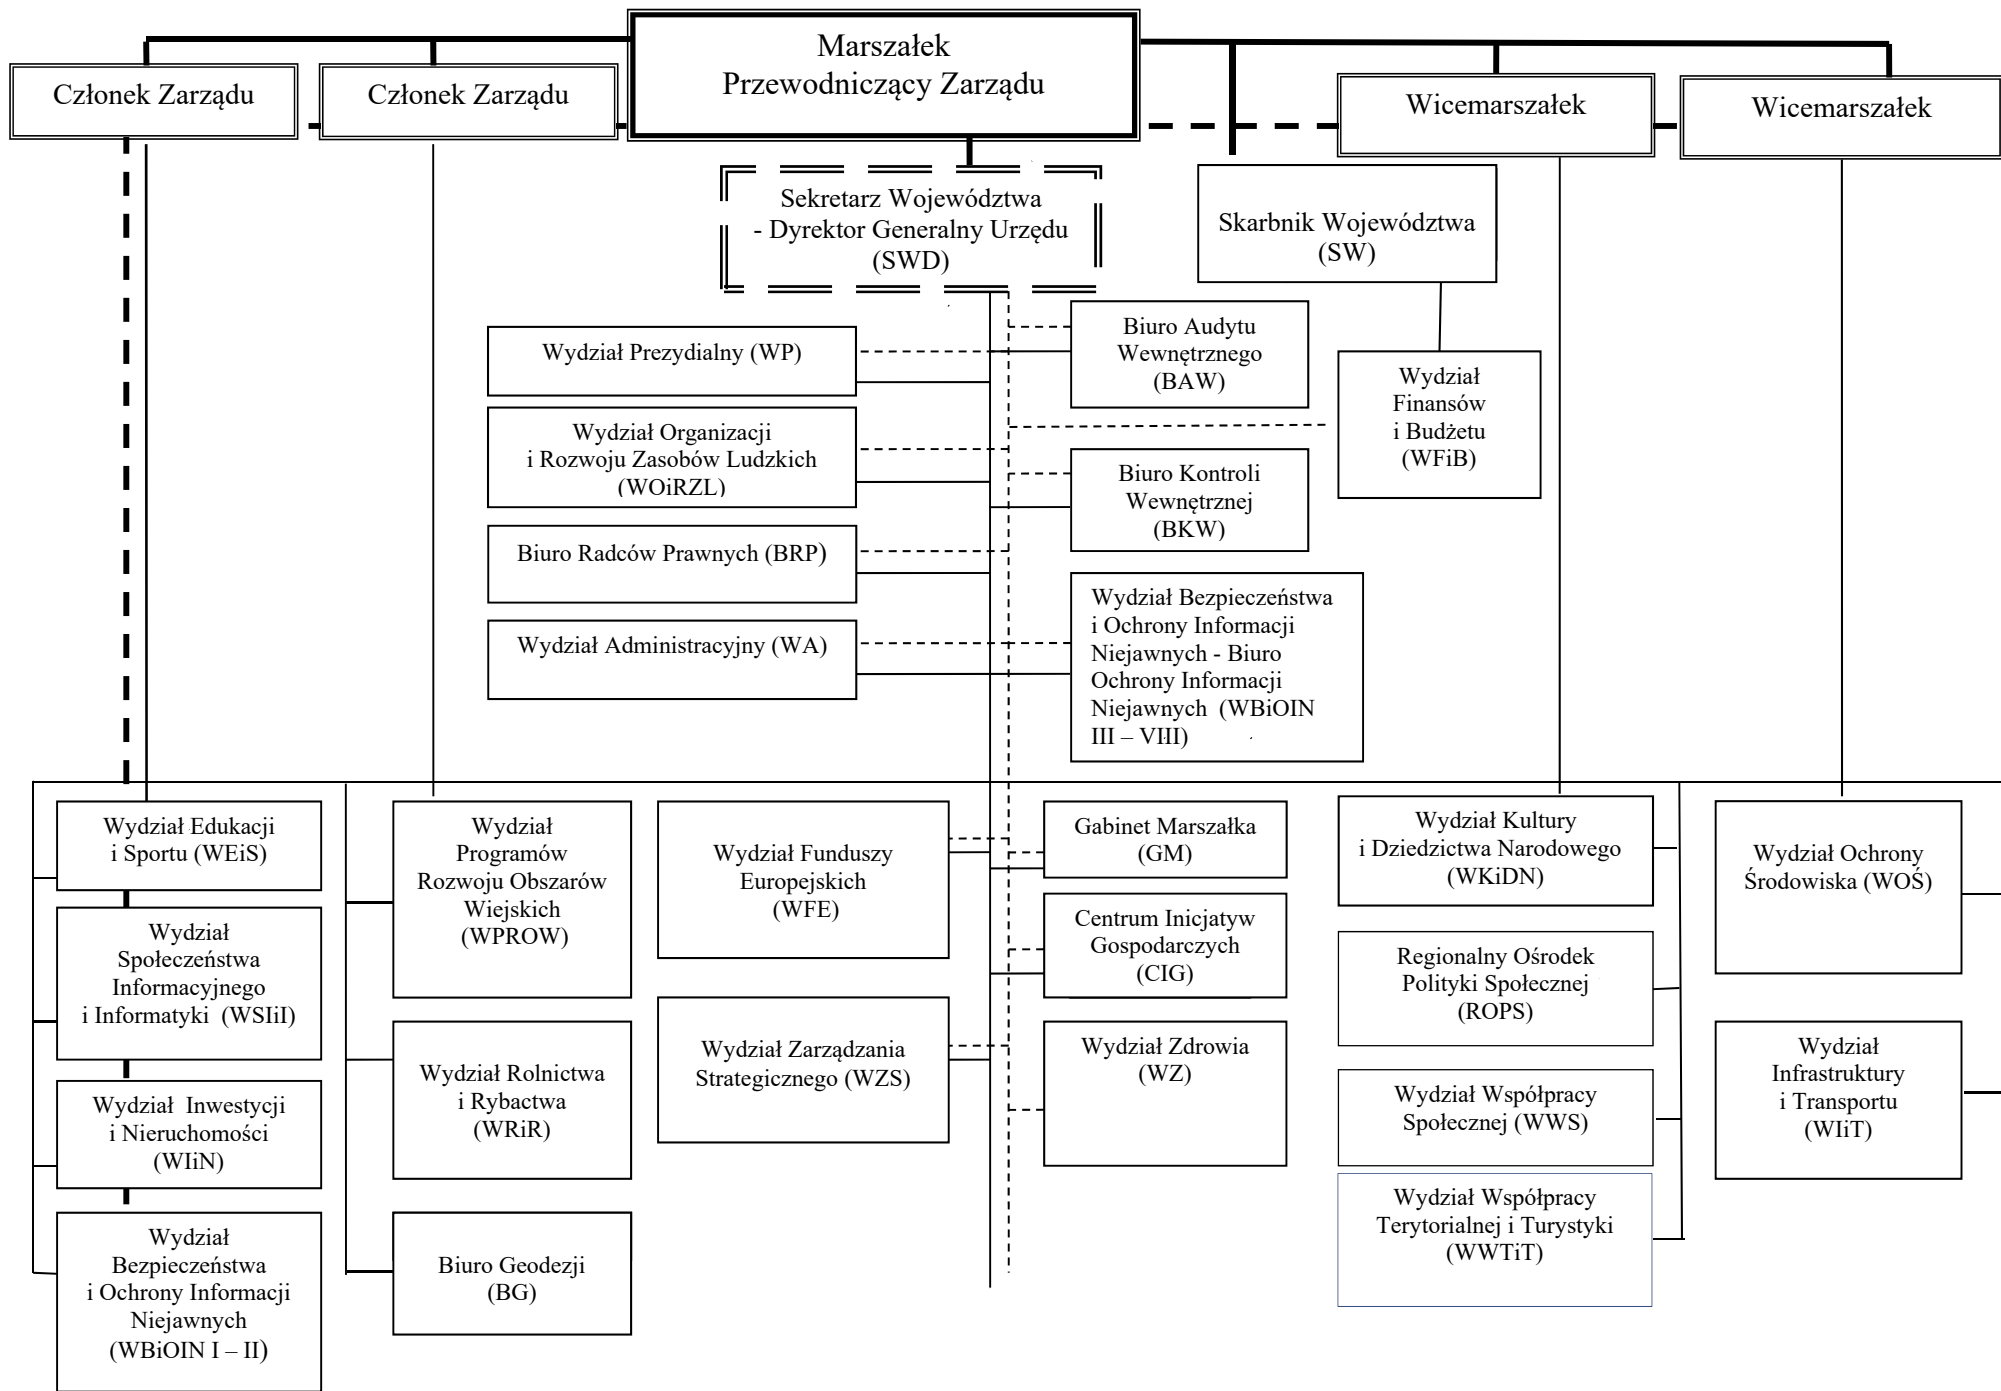 Marszałek
Przewodniczący Zarządu
Członek Zarządu
Członek Zarządu
Wicemarszałek
Wicemarszałek
Sekretarz Województwa
- Dyrektor Generalny Urzędu
(SWD)
Skarbnik Województwa
(SW)
Wydział Prezydialny (WP)
Biuro Audytu
Wewnętrznego
(BAW)
Wydział
Finansów
i Budżetu
(WFiB)
Wydział Organizacji
i Rozwoju Zasobów Ludzkich
(WOiRZL)
Biuro Kontroli
Wewnętrznej
(BKW)
Biuro Radców Prawnych (BRP)
Wydział Administracyjny (WA)
Wydział Bezpieczeństwa
i Ochrony Informacji
Niejawnych - Biuro
Ochrony Informacji
Niejawnych (WBiOIN
III – VIII)
Wydział Edukacji
i Sportu (WEiS)
Wydział
Społeczeństwa
Informacyjnego
i Informatyki (WSIiI)
Wydział Inwestycji
i Nieruchomości
(WIiN)
Wydział
Bezpieczeństwa
i Ochrony Informacji
Niejawnych
(WBiOIN I – II)
Wydział
Programów
Rozwoju Obszarów
Wiejskich
(WPROW)
Wydział Rolnictwa
i Rybactwa
(WRiR)
Biuro Geodezji
(BG)
Wydział Funduszy
Europejskich
(WFE)
Wydział Zarządzania
Strategicznego (WZS)
Gabinet Marszałka
(GM)
Centrum Inicjatyw
Gospodarczych
(CIG)
Wydział Zdrowia
(WZ)
Wydział Kultury
i Dziedzictwa Narodowego
(WKiDN)
Regionalny Ośrodek
Polityki Społecznej
(ROPS)
Wydział Współpracy
Społecznej (WWS)
Wydział Współpracy
Terytorialnej i Turystyki
(WWTiT)
Wydział Ochrony
Środowiska (WOŚ)
Wydział
Infrastruktury
i Transportu
(WIiT)